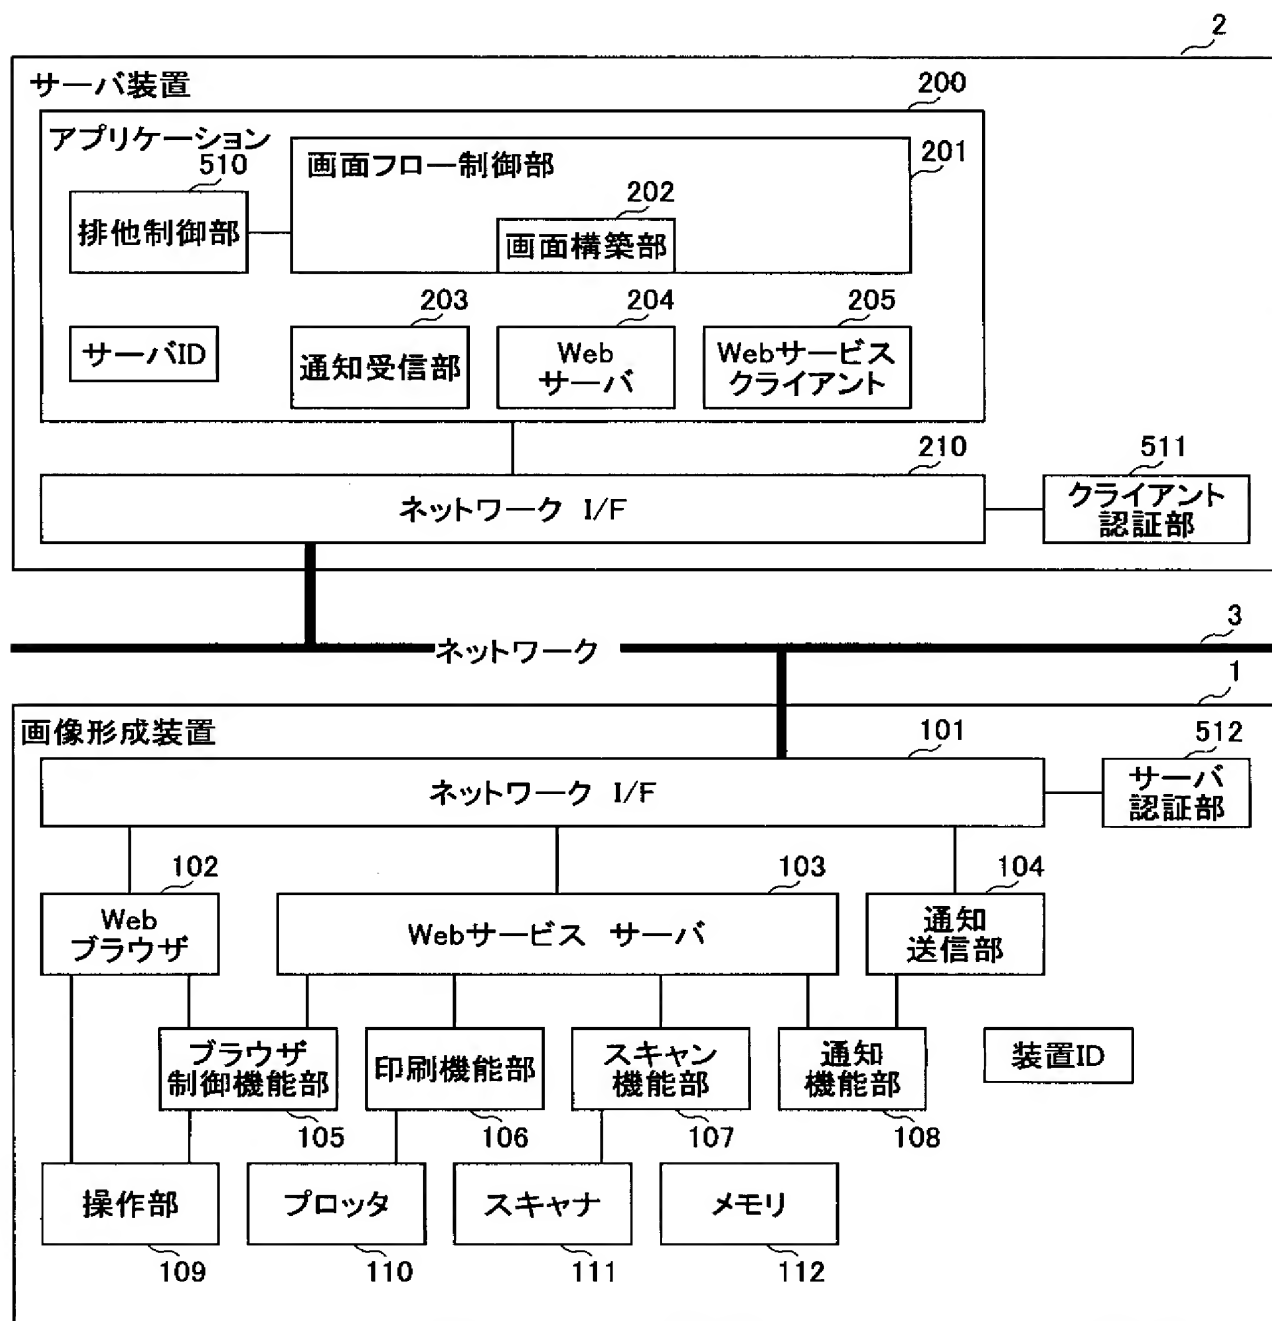 2
サーバ装置
200
アプリケーション
510
画面フロー制御部
201
排他制御部
202
画面構築部
203
204
205
サーバID
通知受信部
Web
サーバ
Webサービス
クライアント
210
511
ネットワーク I/F
クライアント
認証部
3
ネットワーク
1
画像形成装置
101
512
ネットワーク I/F
サーバ
認証部
102
103
104
Web
ブラウザ
Webサービス サーバ
通知
送信部
ブラウザ
制御機能部
印刷機能部
スキャン
機能部
通知
機能部
装置ID
105
106
107
108
操作部
プロッタ
スキャナ
メモリ
109
110
111
112